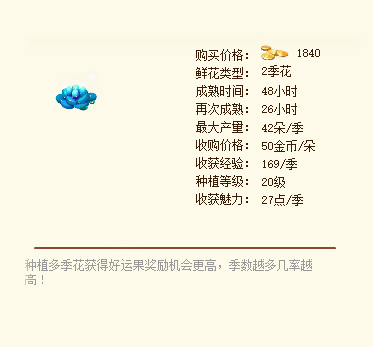 购买价格： 1840
鲜花类型： 2季花
成熟时间： 48小时
再次成熟： 26小时
最大产量： 42朵/季
收购价格： 50金币/朵
收获经验： 169/季
种植等级： 20级
收获魅力： 27点/季
种植多季花获得好运果奖励机会更高，季数越多几率越
高！